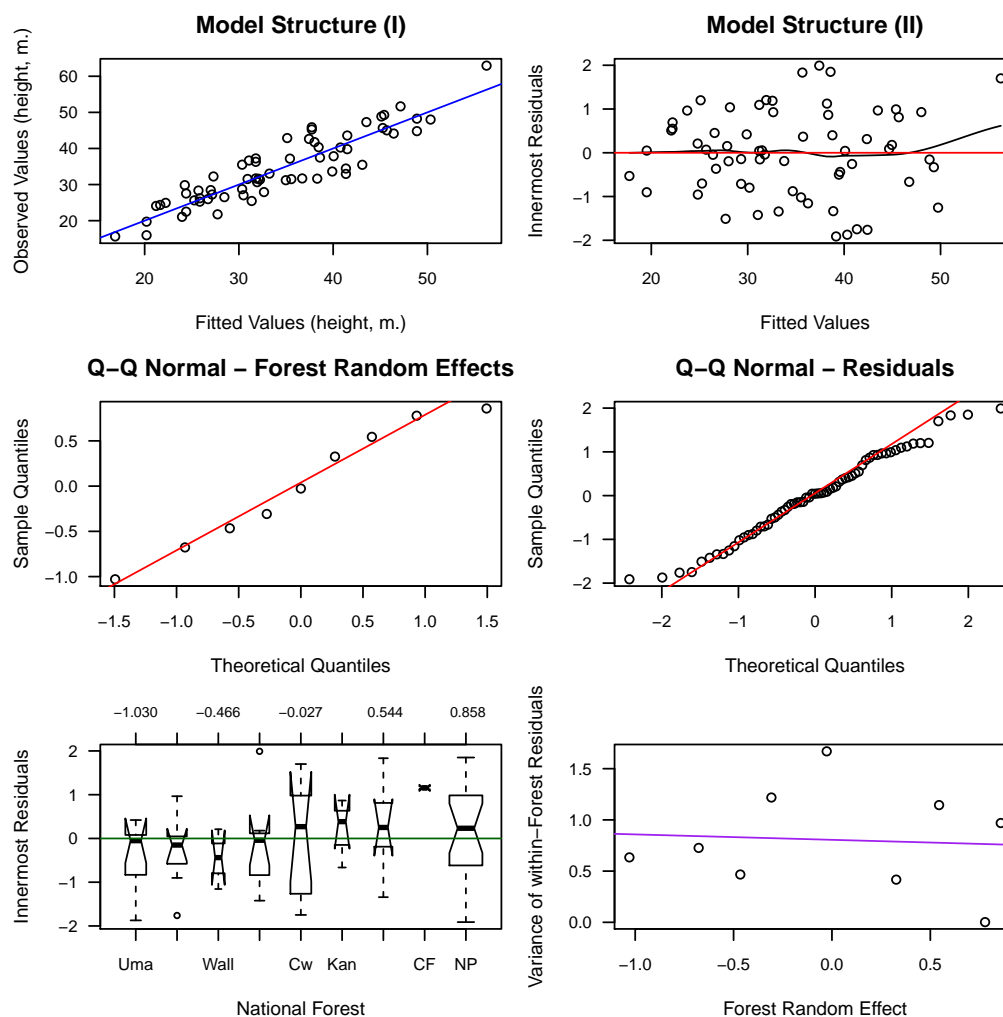 Model Structure (I)
Observed Values (height, m.)
60
50
40
30
20
20 30 40 50
Fitted Values (height, m.)
Model Structure (II)
Innermost Residuals
2
1
0
−1
−2
20 30 40 50
Fitted Values
Q−Q Normal − Forest Random Effects
Sample Quantiles
0.5
0.0
−0.5
−1.0
−1.5 −1.0 −0.5 0.0 0.5 1.0 1.5
Theoretical Quantiles
Q−Q Normal − Residuals
Sample Quantiles
2
1
0
−1
−2
−2 −1 0 1 2
Theoretical Quantiles
−1.030 −0.466 −0.027 0.544 0.858
Innermost Residuals
2
1
0
−1
−2
Uma Wall Cw Kan CF NP
National Forest
Variance of within−Forest Residuals
1.5
1.0
0.5
0.0
−1.0 −0.5 0.0 0.5
Forest Random Effect